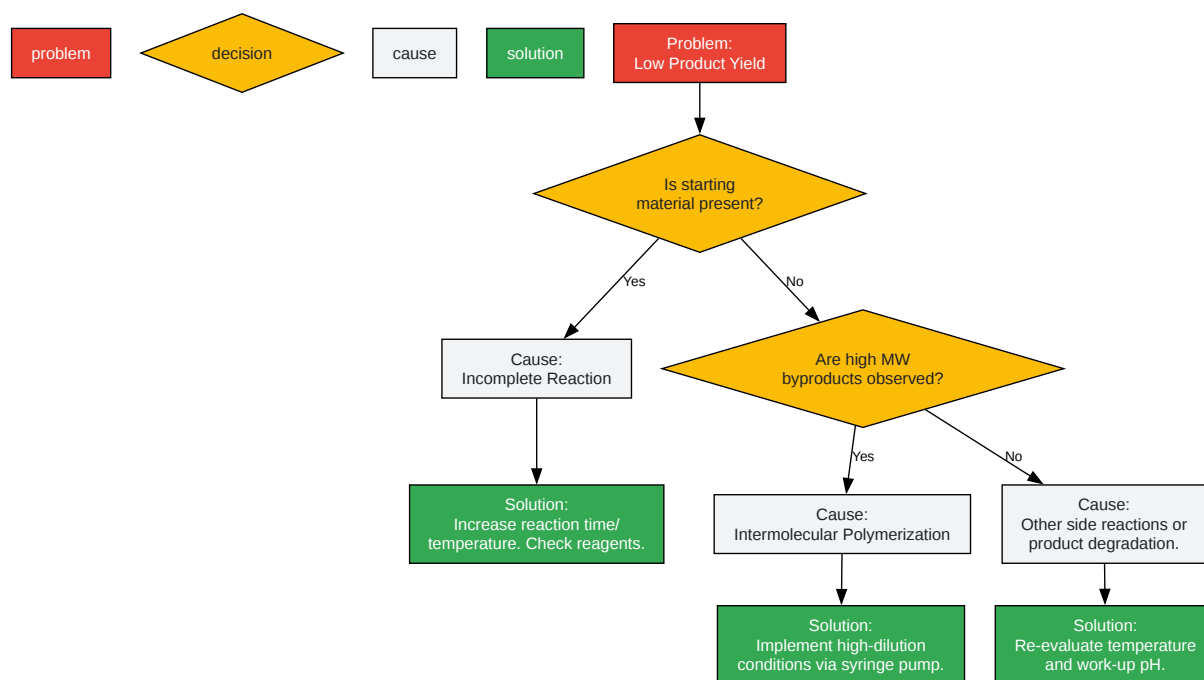 problem
decision
cause
solution
Problem:
Low Product Yield
Is starting
material present?
Yes
No
Cause:
Incomplete Reaction
Are high MW
byproducts observed?
Yes
No
Solution:
Increase reaction time/
temperature. Check reagents.
Cause:
Intermolecular Polymerization
Cause:
Other side reactions or
product degradation.
Solution:
Implement high-dilution
conditions via syringe pump.
Solution:
Re-evaluate temperature
and work-up pH.